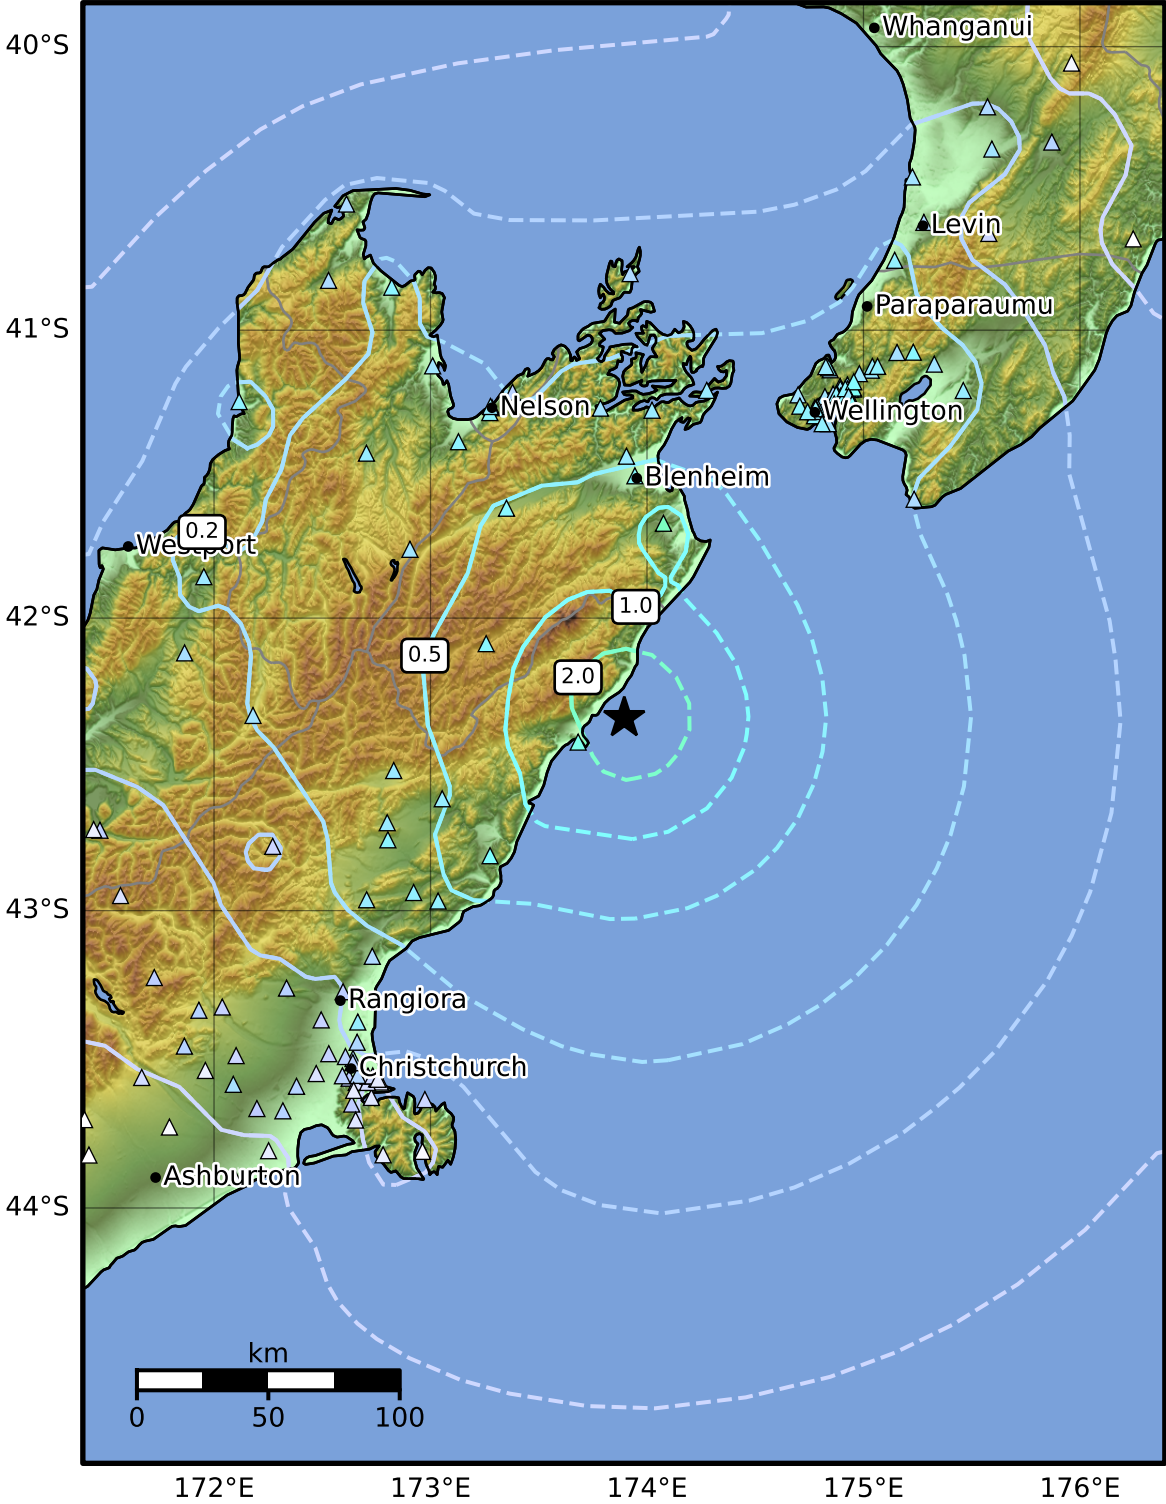 40°S
Whanganui
Levin
Paraparaumu
41°S
Nelson
Wellington
Blenheim
0.2
Westport
42°S
1.0
0.5
2.0
43°S
Rangiora
Christchurch
Ashburton
44°S
km
0 50 100
172°E 173°E 174°E 175°E 176°E